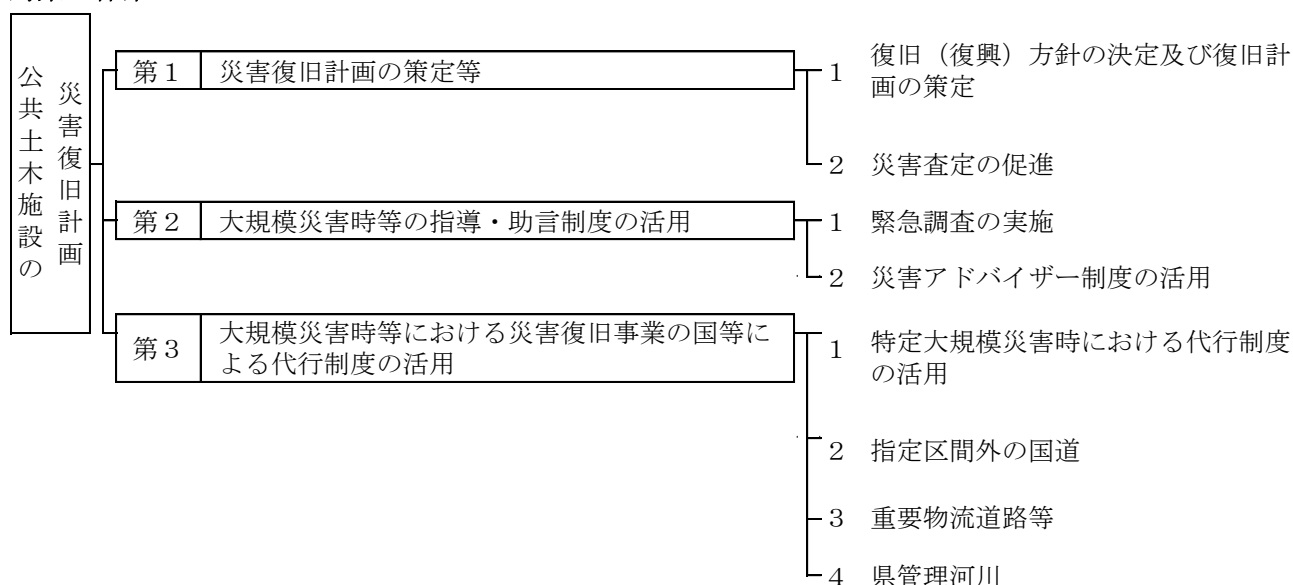 公共土木施設の
災害復旧計画
第１ 災害復旧計画の策定等
１ 復旧（復興）方針の決定及び復旧計
画の策定
２ 災害査定の促進
第２ 大規模災害時等の指導・助言制度の活用
１ 緊急調査の実施
２ 災害アドバイザー制度の活用
第３ 大規模災害時等における災害復旧事業の国等に
よる代行制度の活用
１ 特定大規模災害時における代行制度
の活用
２ 指定区間外の国道
３ 重要物流道路等
４ 県管理河川